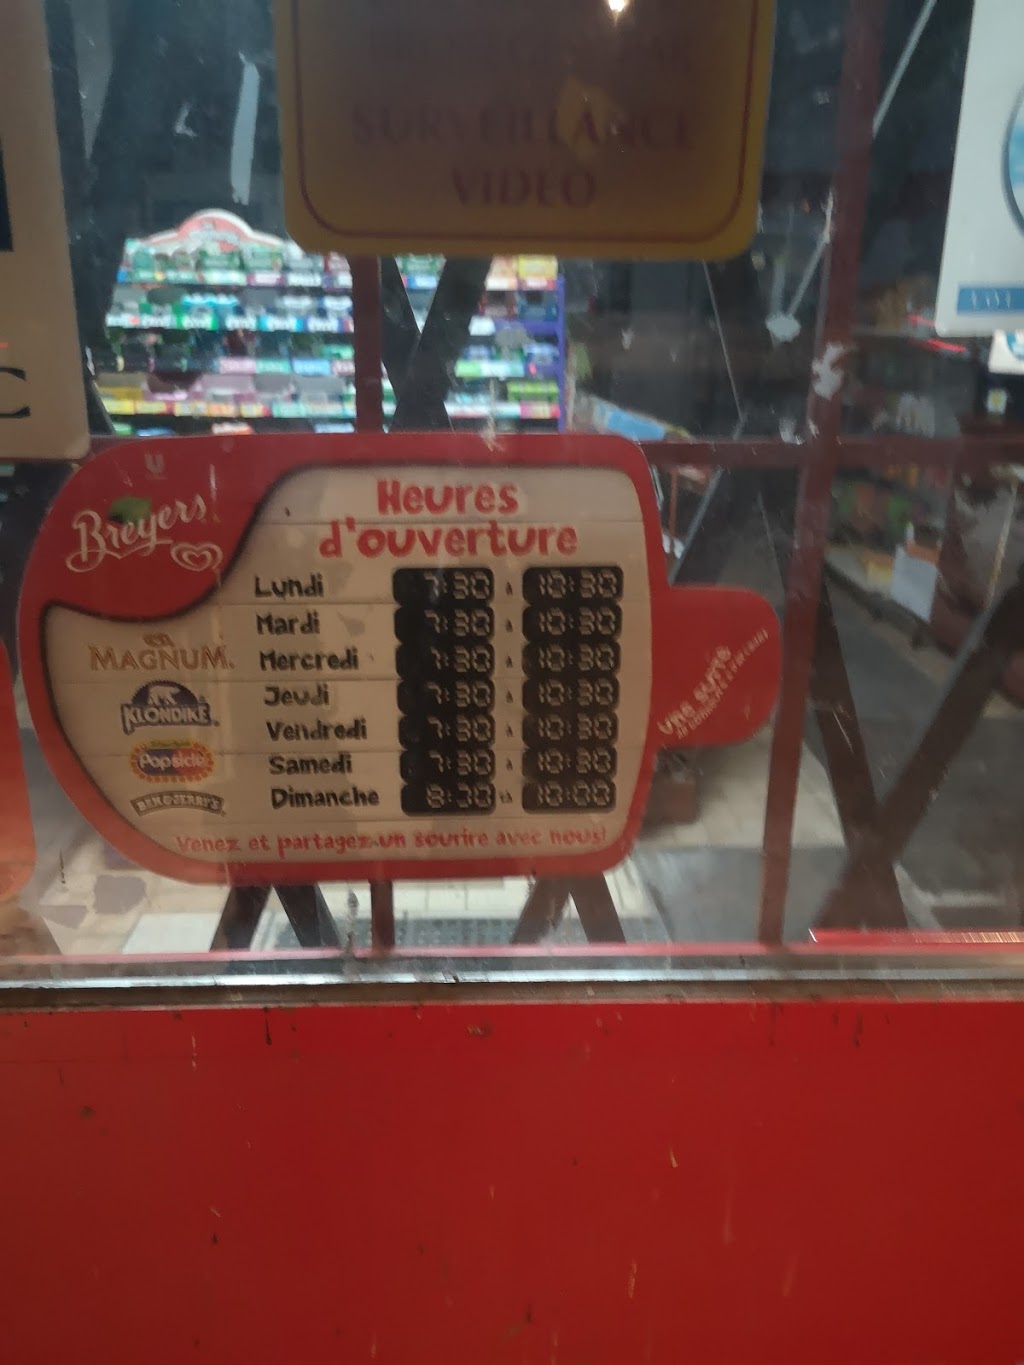 SURVEILLANCE
VIDEO
Breyers
Heures
d'ouverture
Lundi 7:30 à 10:30
Mardi 7:30 à 10:30
Mercredi 7:30 à 10:30
Jeudi 7:30 à 10:30
Vendredi 7:30 à 10:30
Samedi 7:30 à 10:30
Dimanche 8:30 à 10:00
MAGNUM
KLONDIKE
Popsicle
BEN & JERRY'S
Venez et partagez un sourire avec nous!